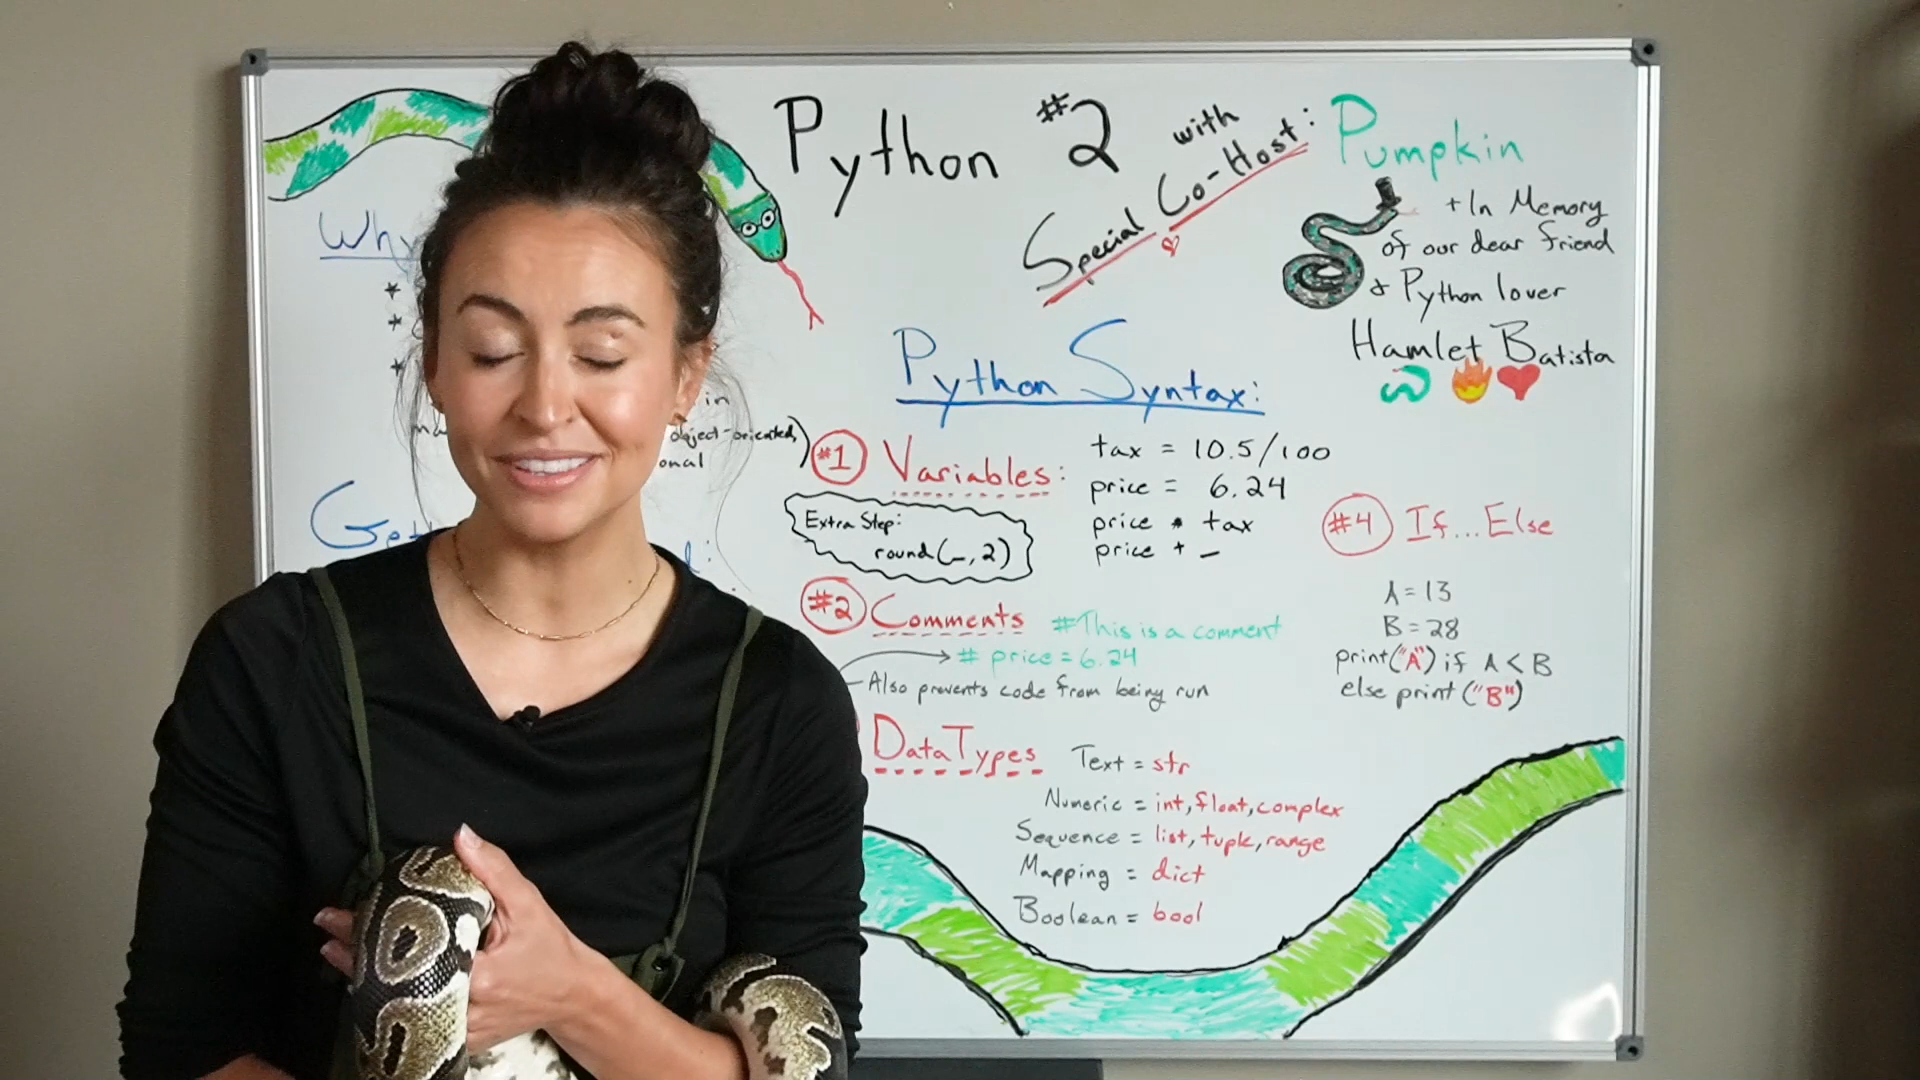 Python #2 with
Special Co-Host: Pumpkin
+ In Memory
of our dear friend
& Python lover
Hamlet Batista
Why
in
object-oriented,
onal
Python Syntax:
#1 Variables:
tax = 10.5/100
price = 6.24
price * tax
price + _
Extra Step:
round(_, 2)
#2 Comments
#This is a comment
# price = 6.24
Also prevents code from being run
Data Types
Text = str
Numeric = int, float, complex
Sequence = list, tuple, range
Mapping = dict
Boolean = bool
#4 If...Else
A = 13
B = 28
print("A") if A < B
else print("B")